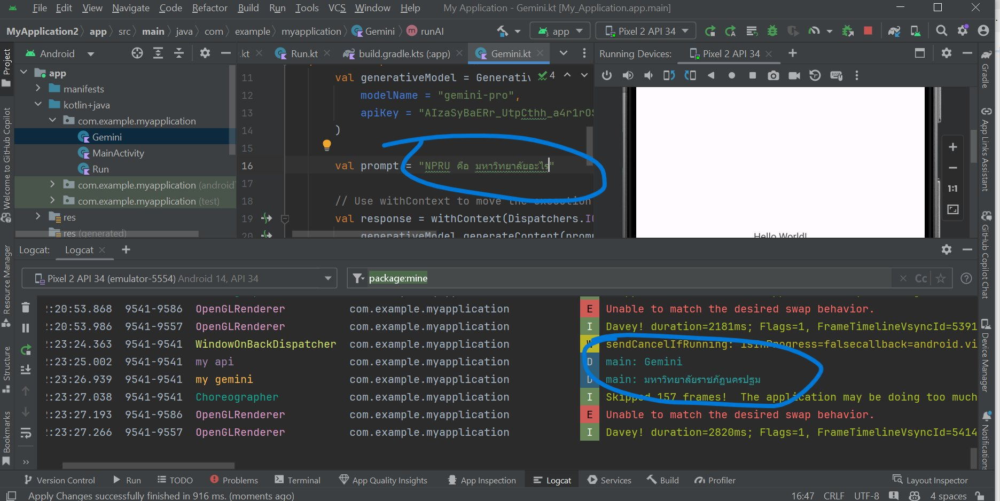 File Edit View Navigate Code Refactor Build Run Tools VCS Window Help My Application - Gemini.kt [My_Application.app.main]
MyApplication2 app src main java com example myapplication Gemini runAI app Pixel 2 API 34
Android .kt Run.kt build.gradle.kts (:app) Gemini.kt Running Devices: Pixel 2 API 34
Project
Welcome to GitHub Copilot
Resource Manager
Structure
Bookmarks
app
manifests
kotlin+java
com.example.myapplication
Gemini
MainActivity
Run
com.example.myapplication (android
com.example.myapplication (test)
res
res (generated)
11 val generativeModel = Generativ 4
12 modelName = "gemini-pro",
13 apiKey = "AIzaSyBaERr_UtpCthh_a4r1rOS
14 )
15
16 val prompt = "NPRU คือ มหาวิทยาลัยอะไร"
17
18 // Use withContext to move the execution
19 val response = withContext(Dispatchers.IO
20 generativeModel.generateContent(prom
1:1
Hello World!
Gradle
App Links Assistant
GitHub Copilot Chat
Device Manager
Notifications
Logcat: Logcat
Pixel 2 API 34 (emulator-5554) Android 14, API 34 package:mine Cc
2:20:53.868 9541-9586 OpenGLRenderer com.example.myapplication E Unable to match the desired swap behavior.
2:20:53.986 9541-9557 OpenGLRenderer com.example.myapplication I Davey! duration=2181ms; Flags=1, FrameTimelineVsyncId=5391
2:23:24.363 9541-9541 WindowOnBackDispatcher com.example.myapplication W sendCancelIfRunning: isInProgress=falsecallback=android.vi
2:23:25.002 9541-9541 my api com.example.myapplication D main: Gemini
2:23:26.939 9541-9541 my gemini com.example.myapplication D main: มหาวิทยาลัยราชภัฏนครปฐม
2:23:27.038 9541-9541 Choreographer com.example.myapplication I Skipped 157 frames! The application may be doing too much
2:23:27.193 9541-9586 OpenGLRenderer com.example.myapplication E Unable to match the desired swap behavior.
2:23:27.266 9541-9557 OpenGLRenderer com.example.myapplication I Davey! duration=2820ms; Flags=1, FrameTimelineVsyncId=5414
Version Control Run TODO Problems Terminal App Quality Insights App Inspection Logcat Services Build Profiler Layout Inspector
Apply Changes successfully finished in 916 ms. (moments ago) 16:47 CRLF UTF-8 4 spaces